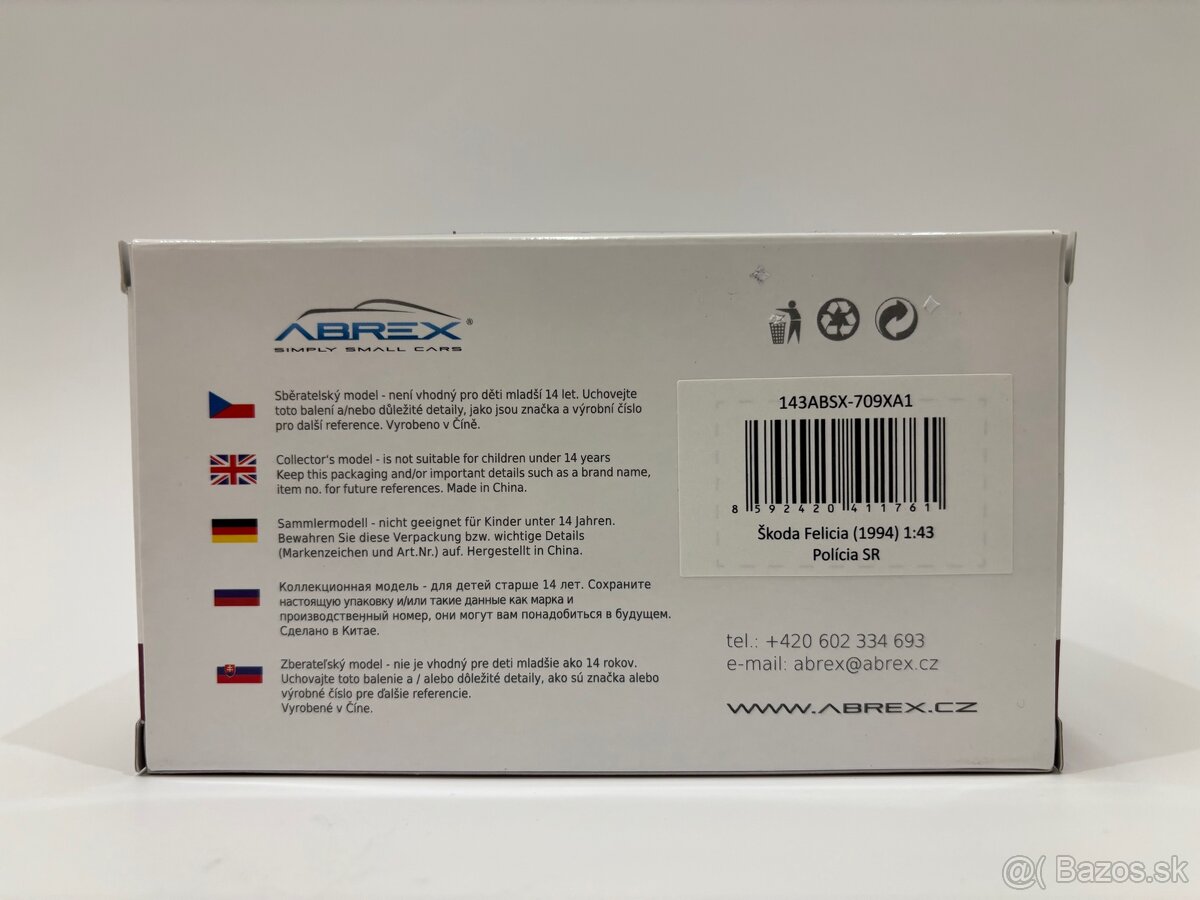 ABREX®
SIMPLY SMALL CARS
Sběratelský model - není vhodný pro děti mladší 14 let. Uchovejte
toto balení a/nebo důležité detaily, jako jsou značka a výrobní číslo
pro další reference. Vyrobeno v Číně.
Collector's model - is not suitable for children under 14 years
Keep this packaging and/or important details such as a brand name,
item no. for future references. Made in China.
Sammlermodell - nicht geeignet für Kinder unter 14 Jahren.
Bewahren Sie diese Verpackung bzw. wichtige Details
(Markenzeichen und Art.Nr.) auf. Hergestellt in China.
Коллекционная модель - для детей старше 14 лет. Сохраните
настоящую упаковку и/или такие данные как марка и
производственный номер, они могут вам понадобиться в будущем.
Сделано в Китае.
Zberateľský model - nie je vhodný pre deti mladšie ako 14 rokov.
Uchovajte toto balenie a / alebo dôležité detaily, ako sú značka alebo
výrobné číslo pre ďalšie referencie.
Vyrobené v Číne.
143ABSX-709XA1
8 592420 411761
Škoda Felicia (1994) 1:43
Polícia SR
tel.: +420 602 334 693
e-mail: abrex@abrex.cz
WWW.ABREX.CZ
@( Bazos.sk